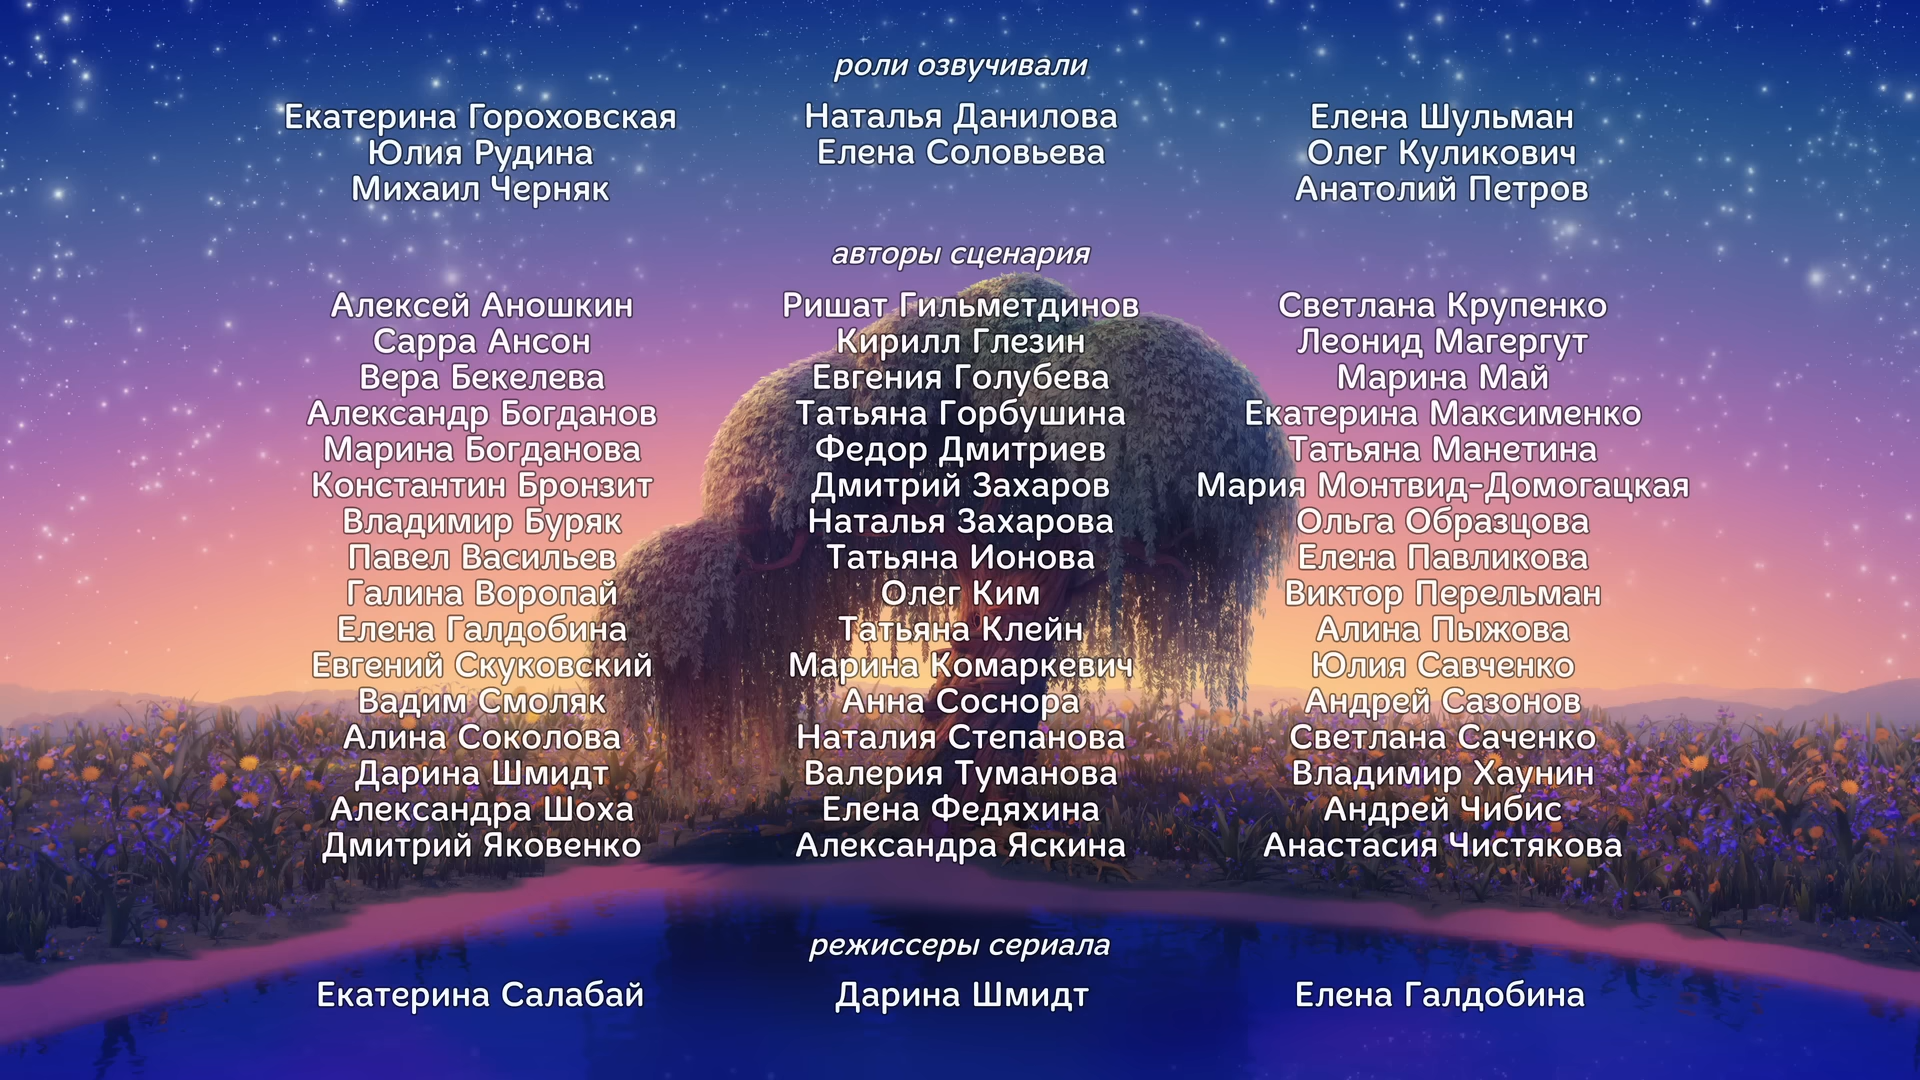 роли озвучивали
Екатерина Гороховская
Юлия Рудина
Михаил Черняк
Наталья Данилова
Елена Соловьева
Елена Шульман
Олег Куликович
Анатолий Петров
авторы сценария
Алексей Аношкин
Сарра Ансон
Вера Бекелева
Александр Богданов
Марина Богданова
Константин Бронзит
Владимир Буряк
Павел Васильев
Галина Воропай
Елена Галдобина
Евгений Скуковский
Вадим Смоляк
Алина Соколова
Дарина Шмидт
Александра Шоха
Дмитрий Яковенко
Ришат Гильметдинов
Кирилл Глезин
Евгения Голубева
Татьяна Горбушина
Федор Дмитриев
Дмитрий Захаров
Наталья Захарова
Татьяна Ионова
Олег Ким
Татьяна Клейн
Марина Комаркевич
Анна Соснора
Наталия Степанова
Валерия Туманова
Елена Федяхина
Александра Яскина
Светлана Крупенко
Леонид Магергут
Марина Май
Екатерина Максименко
Татьяна Манетина
Мария Монтвид-Домогацкая
Ольга Образцова
Елена Павликова
Виктор Перельман
Алина Пыжова
Юлия Савченко
Андрей Сазонов
Светлана Саченко
Владимир Хаунин
Андрей Чибис
Анастасия Чистякова
режиссеры сериала
Екатерина Салабай
Дарина Шмидт
Елена Галдобина